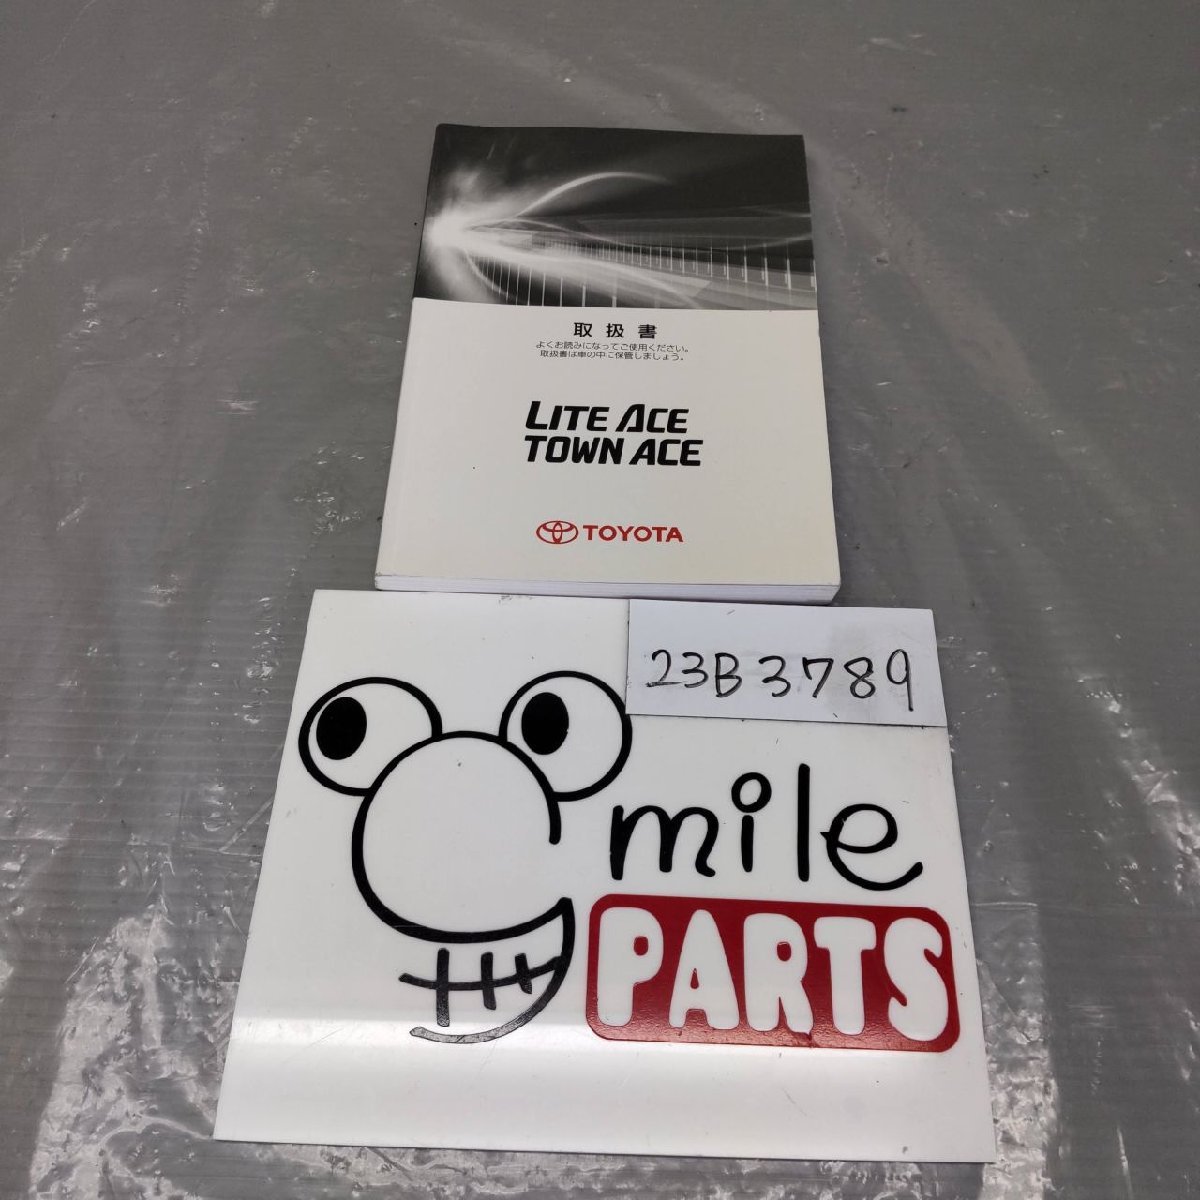 取扱書
よくお読みになってご使用ください。
取扱書は車の中に保管しましょう。
LITE ACE
TOWN ACE
TOYOTA
23B3789
Smile
PARTS